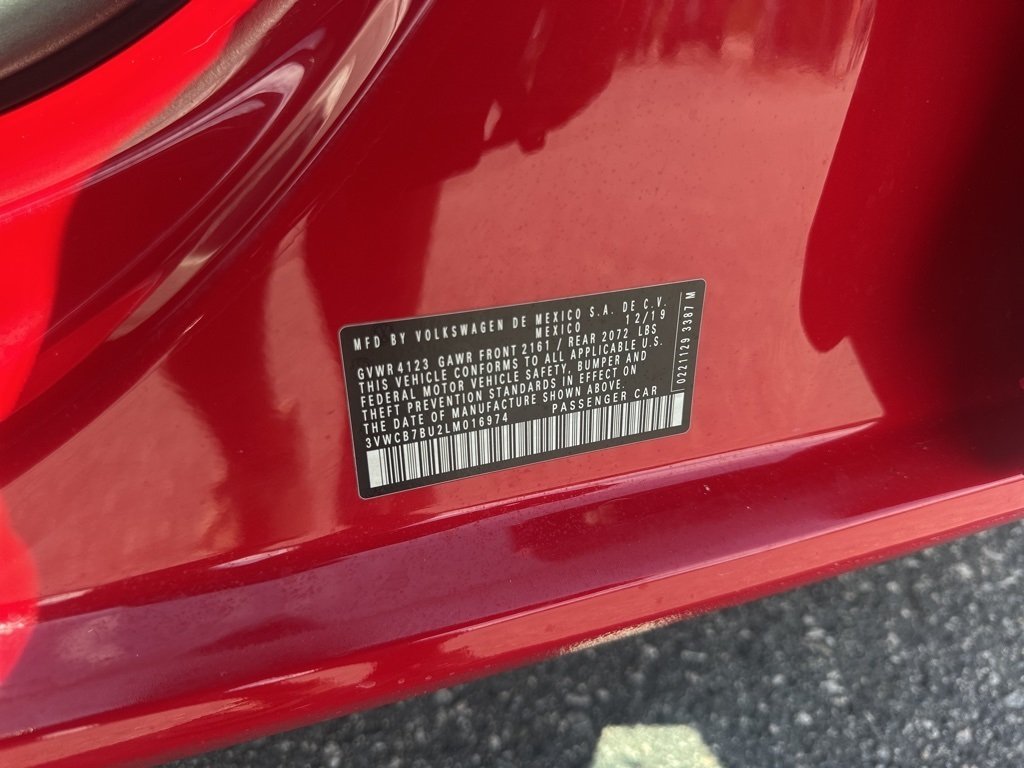 MFD BY VOLKSWAGEN DE MEXICO S.A. DE C.V.
MEXICO 12/19
GVWR 4123 GAWR FRONT 2161 / REAR 2072 LBS
THIS VEHICLE CONFORMS TO ALL APPLICABLE U.S.
FEDERAL MOTOR VEHICLE SAFETY, BUMPER AND
THEFT PREVENTION STANDARDS IN EFFECT ON
THE DATE OF MANUFACTURE SHOWN ABOVE.
3VWCB7BU2LM016974 PASSENGER CAR
0221129 3387 M